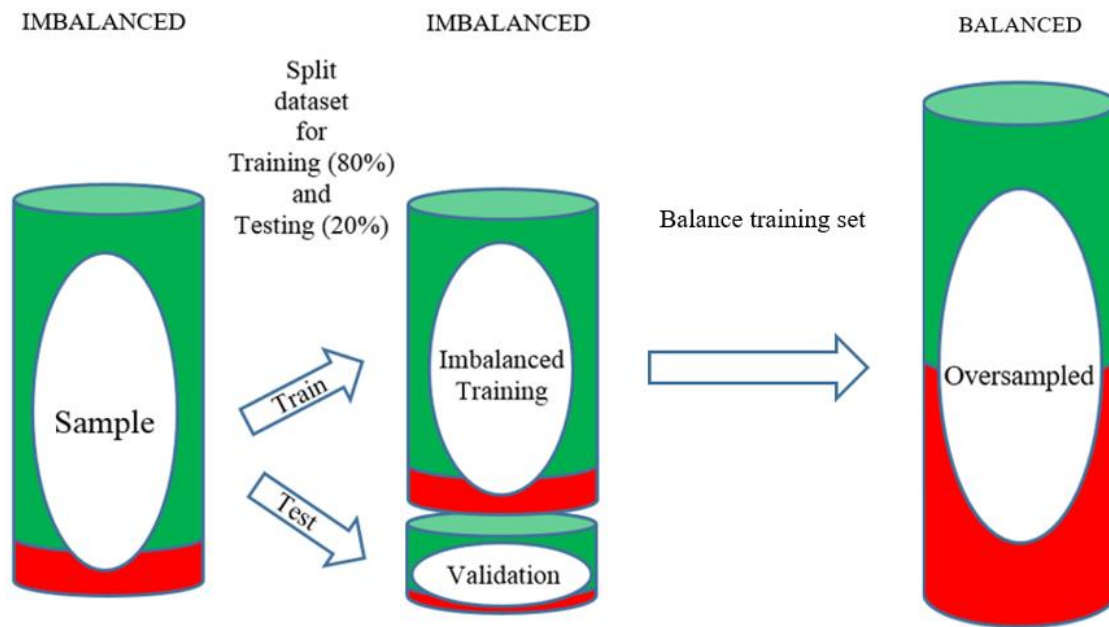 IMBALANCED
IMBALANCED
BALANCED
Split
dataset
for
Training (80%)
and
Testing (20%)
Balance training set
Sample
Train
Test
Imbalanced
Training
Validation
Oversampled